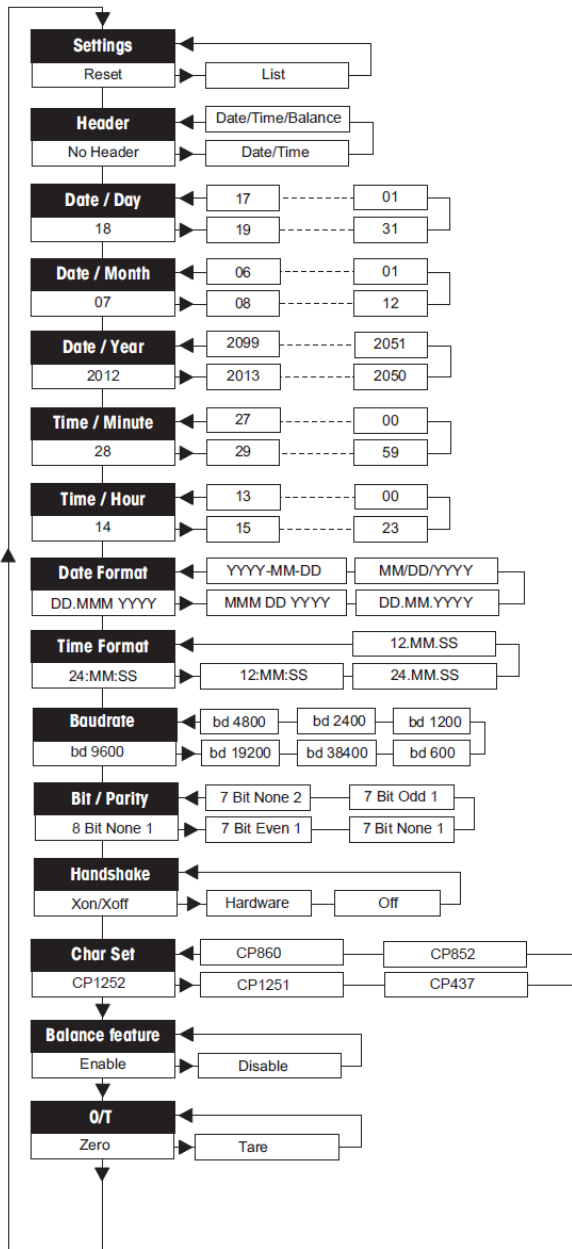 Settings
Reset List
Header Date/Time/Balance
No Header Date/Time
Date / Day 17 01
18 19 31
Date / Month 06 01
07 08 12
Date / Year 2099 2051
2012 2013 2050
Time / Minute 27 00
28 29 59
Time / Hour 13 00
14 15 23
Date Format YYYY-MM-DD MM/DD/YYYY
DD.MMM YYYY MMM DD YYYY DD.MM.YYYY
Time Format 12.MM.SS
24:MM:SS 12:MM:SS 24.MM.SS
Baudrate bd 4800 bd 2400 bd 1200
bd 9600 bd 19200 bd 38400 bd 600
Bit / Parity 7 Bit None 2 7 Bit Odd 1
8 Bit None 1 7 Bit Even 1 7 Bit None 1
Handshake
Xon/Xoff Hardware Off
Char Set CP860 CP852
CP1252 CP1251 CP437
Balance feature
Enable Disable
O/T
Zero Tare